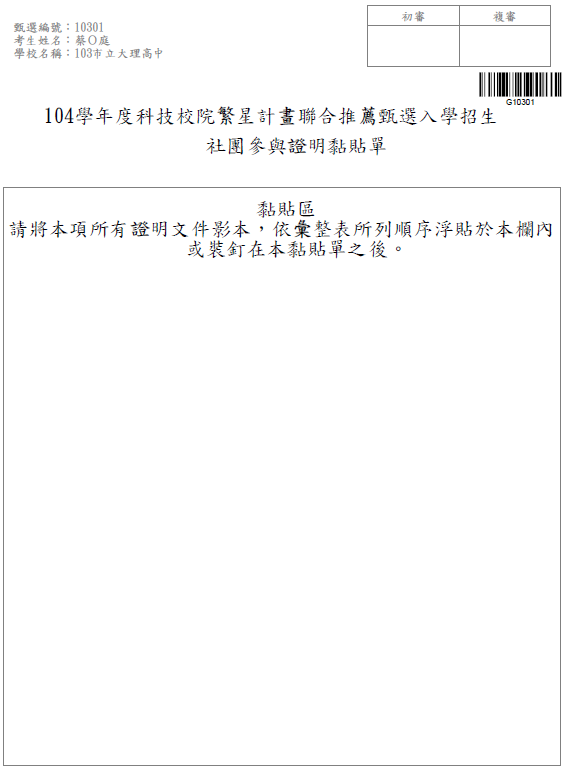 甄選編號：10301
考生姓名：蔡○庭
學校名稱：103市立大理高中
初審
複審
G10301
104學年度科技校院繁星計畫聯合推薦甄選入學招生
社團參與證明黏貼單
黏貼區
請將本項所有證明文件影本，依彙整表所列順序浮貼於本欄內
或裝釘在本黏貼單之後。